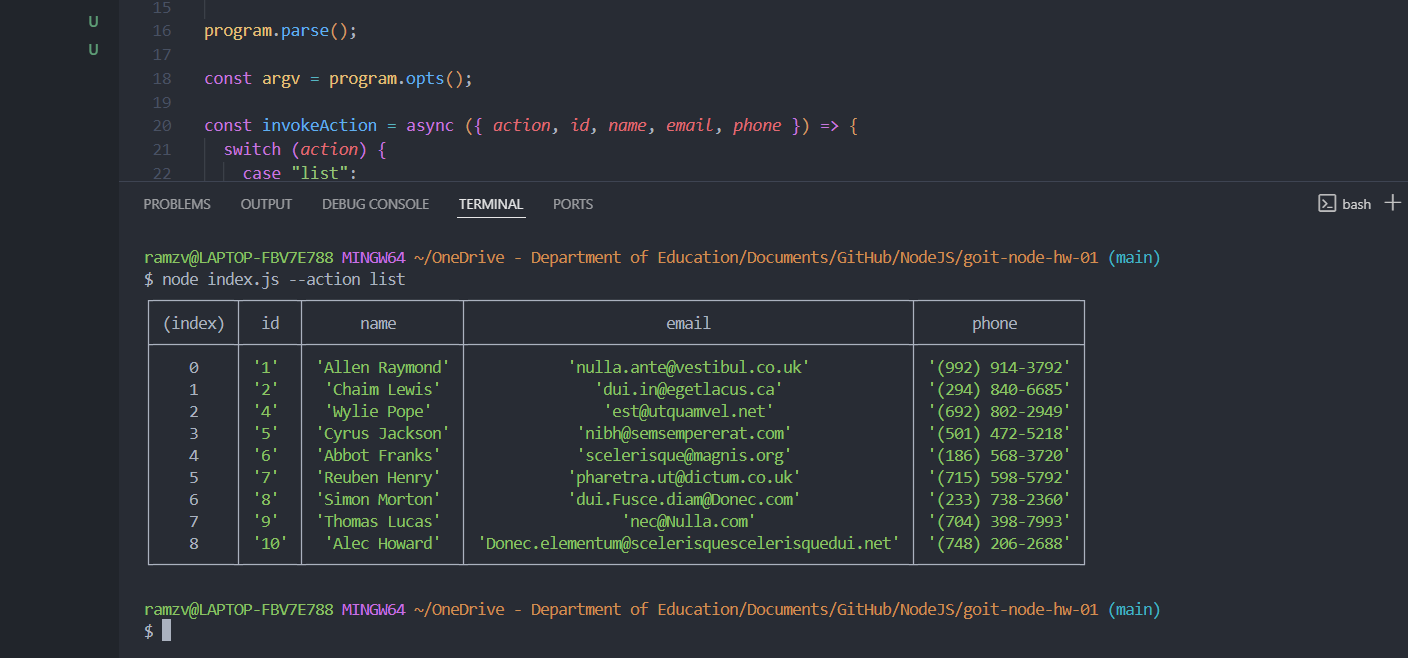 U
U
15
16 program.parse();
17
18 const argv = program.opts();
19
20 const invokeAction = async ({ action, id, name, email, phone }) => {
21 switch (action) {
22 case "list":
PROBLEMS OUTPUT DEBUG CONSOLE TERMINAL PORTS bash
ramzv@LAPTOP-FBV7E788 MINGW64 ~/OneDrive - Department of Education/Documents/GitHub/NodeJS/goit-node-hw-01 (main)
$ node index.js --action list
(index) id name email phone
0 '1' 'Allen Raymond' 'nulla.ante@vestibul.co.uk' '(992) 914-3792'
1 '2' 'Chaim Lewis' 'dui.in@egetlacus.ca' '(294) 840-6685'
2 '4' 'Wylie Pope' 'est@utquamvel.net' '(692) 802-2949'
3 '5' 'Cyrus Jackson' 'nibh@semsempererat.com' '(501) 472-5218'
4 '6' 'Abbot Franks' 'scelerisque@magnis.org' '(186) 568-3720'
5 '7' 'Reuben Henry' 'pharetra.ut@dictum.co.uk' '(715) 598-5792'
6 '8' 'Simon Morton' 'dui.Fusce.diam@Donec.com' '(233) 738-2360'
7 '9' 'Thomas Lucas' 'nec@Nulla.com' '(704) 398-7993'
8 '10' 'Alec Howard' 'Donec.elementum@scelerisquescelerisquedui.net' '(748) 206-2688'
ramzv@LAPTOP-FBV7E788 MINGW64 ~/OneDrive - Department of Education/Documents/GitHub/NodeJS/goit-node-hw-01 (main)
$